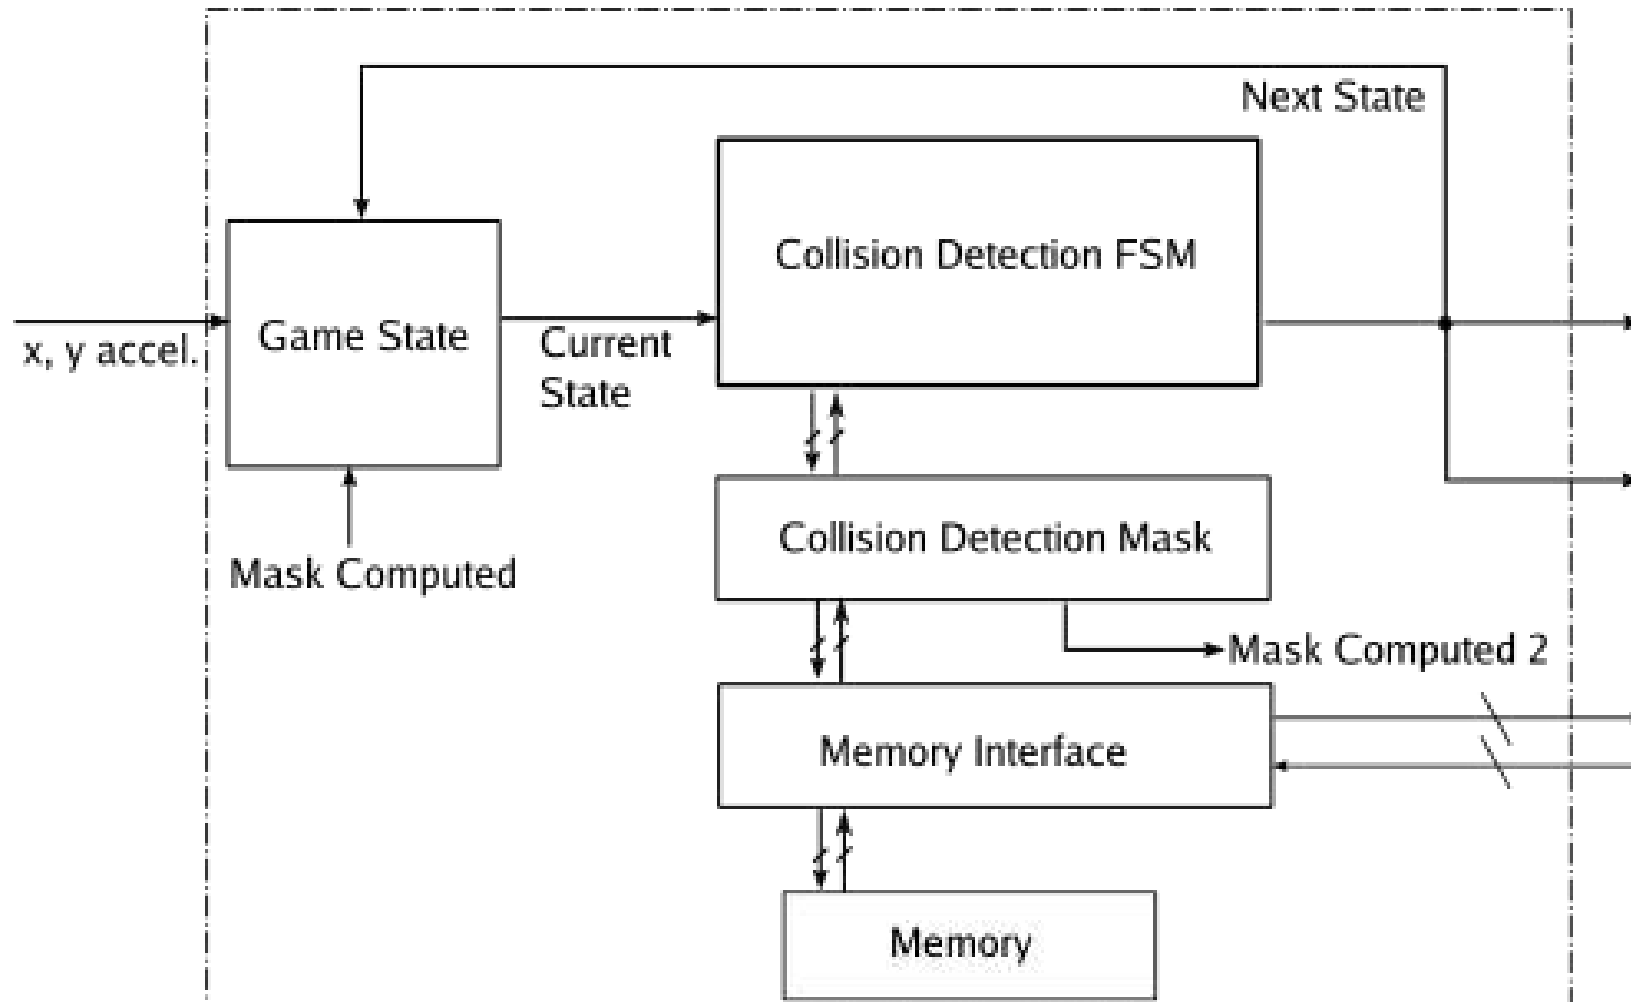 Next State
Collision Detection FSM
Game State
x, y accel.
Current
State
Collision Detection Mask
Mask Computed
Mask Computed 2
Memory Interface
Memory